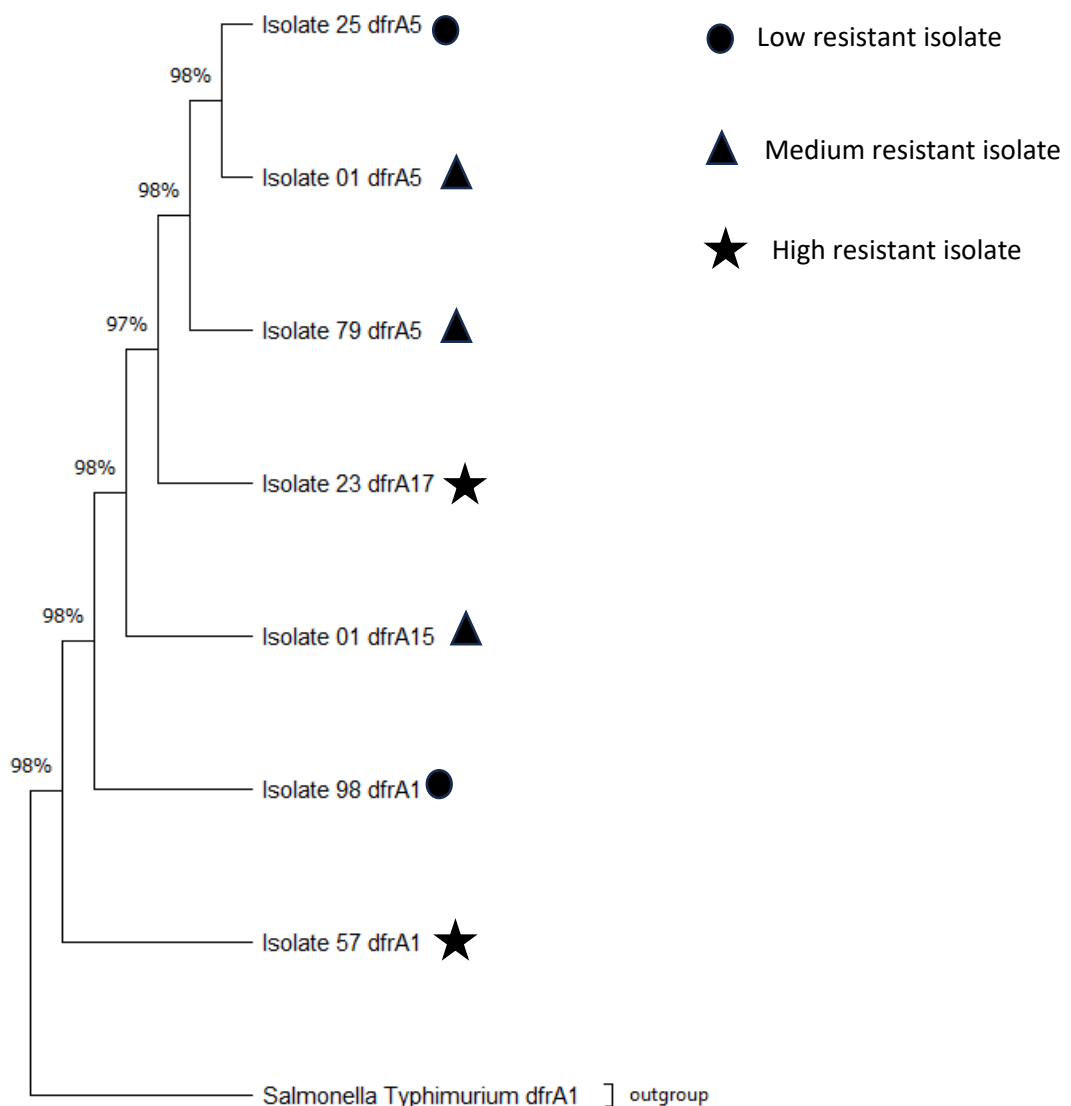 Isolate 25 dfrA5
Low resistant isolate
98%
Medium resistant isolate
Isolate 01 dfrA5
98%
High resistant isolate
97%
Isolate 79 dfrA5
98%
Isolate 23 dfrA17
98%
Isolate 01 dfrA15
98%
Isolate 98 dfrA1
Isolate 57 dfrA1
Salmonella Typhimurium dfrA1
outgroup